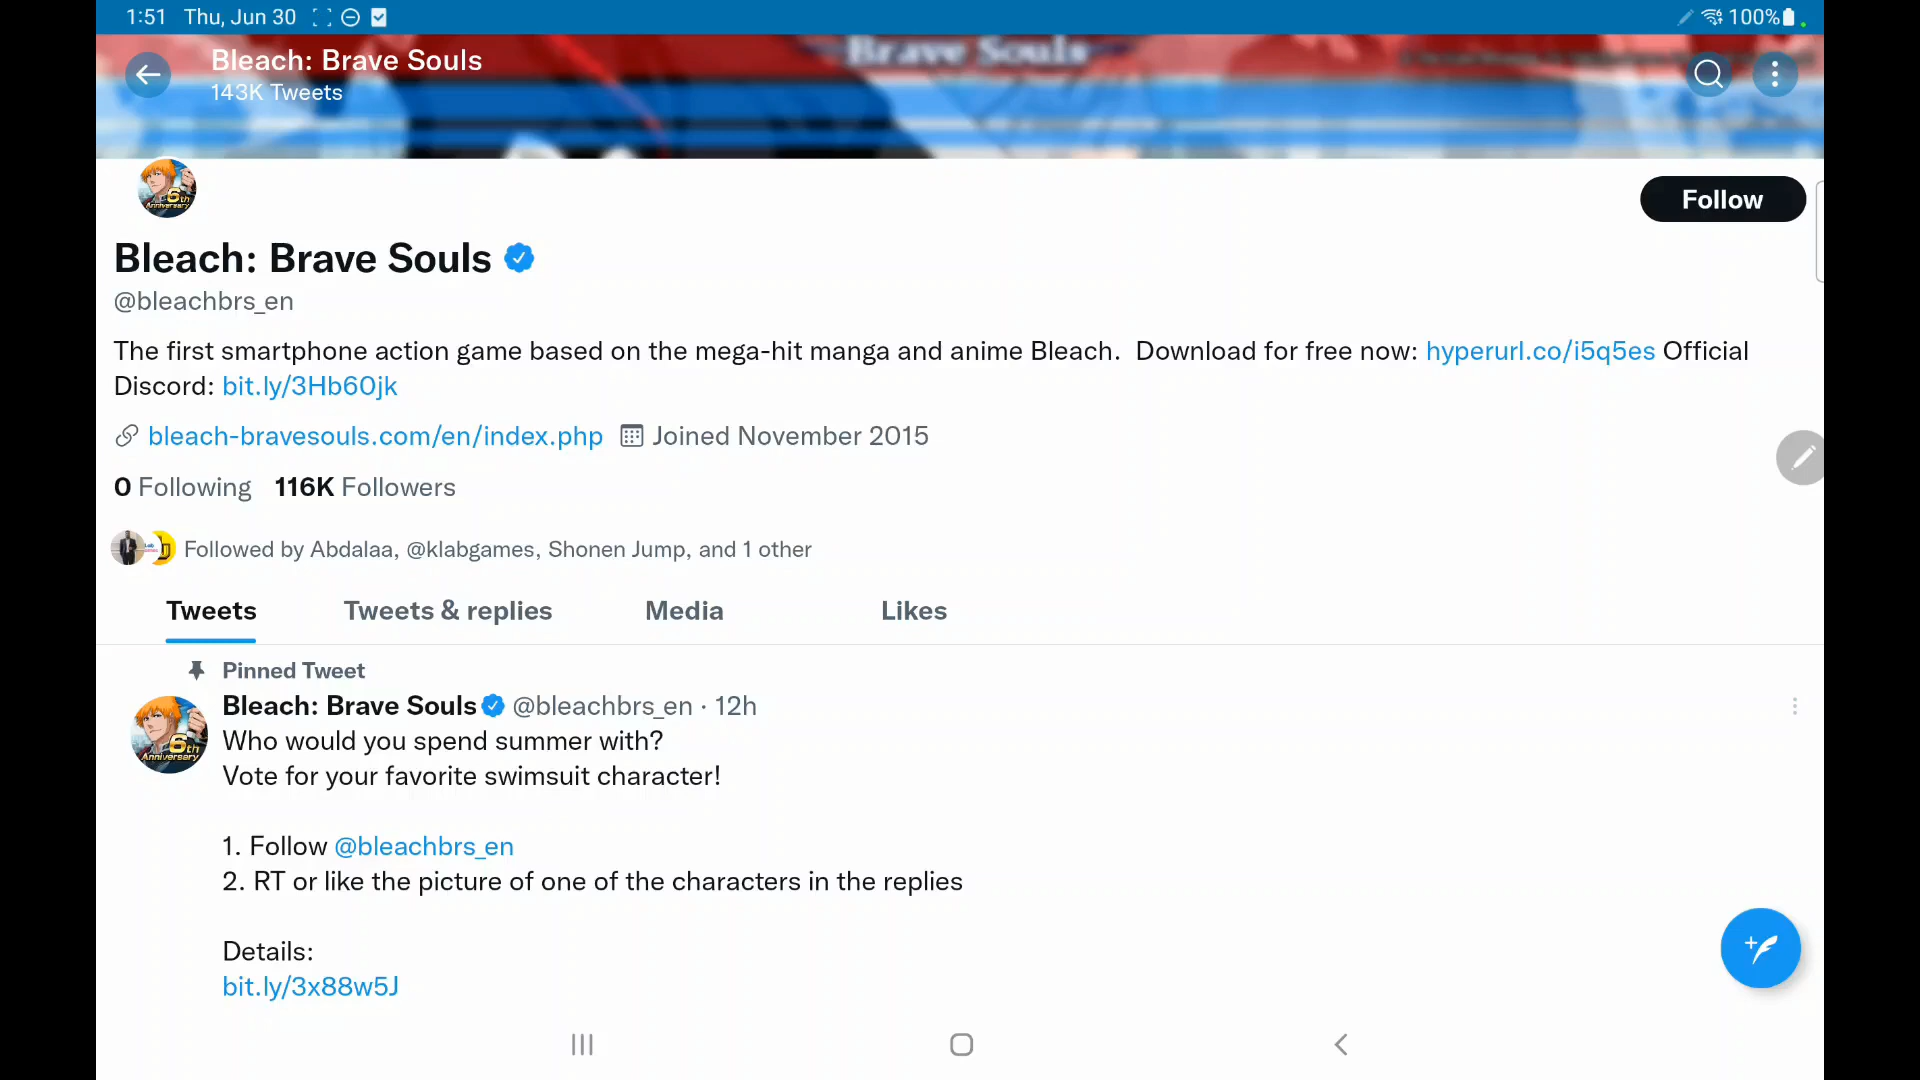 1:51 Thu, Jun 30
100%
Brave Souls
Bleach: Brave Souls
143K Tweets
6th
Anniversary
Follow
Bleach: Brave Souls
@bleachbrs_en
The first smartphone action game based on the mega-hit manga and anime Bleach.  Download for free now: hyperurl.co/i5q5es Official
Discord: bit.ly/3Hb60jk
bleach-bravesouls.com/en/index.php Joined November 2015
0 Following 116K Followers
Followed by Abdalaa, @klabgames, Shonen Jump, and 1 other
Tweets Tweets & replies Media Likes
Pinned Tweet
Bleach: Brave Souls @bleachbrs_en · 12h
6th
Anniversary
Who would you spend summer with?
Vote for your favorite swimsuit character!
1. Follow @bleachbrs_en
2. RT or like the picture of one of the characters in the replies
Details:
bit.ly/3x88w5J